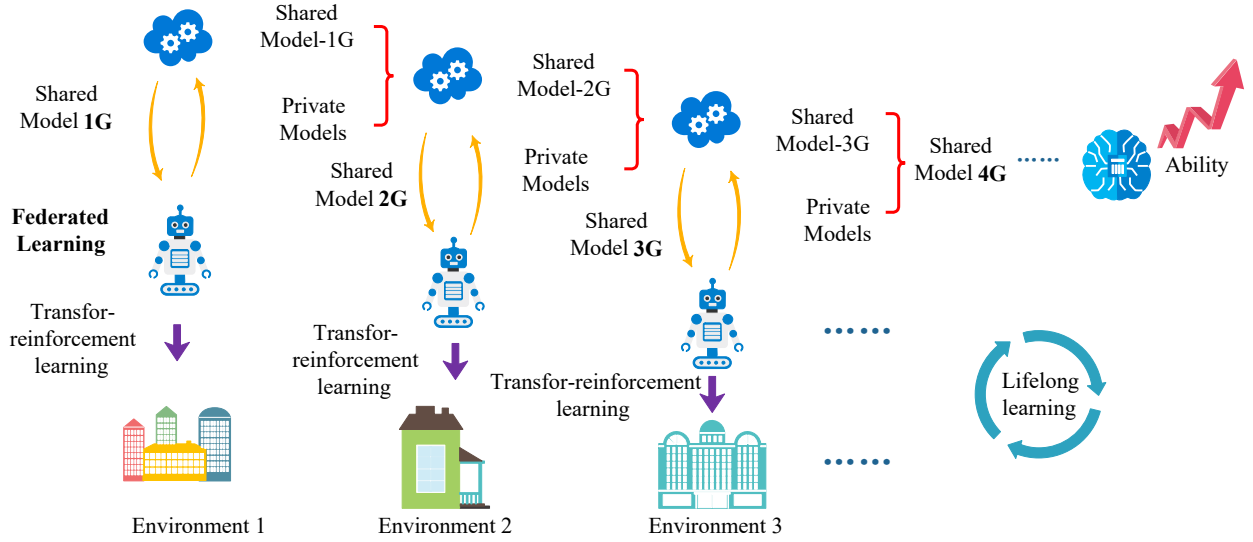 Shared
Model 1G
Federated
Learning
Transfor-
reinforcement
learning
Environment 1
Shared
Model-1G
Private
Models
Shared
Model 2G
Transfor-
reinforcement
learning
Environment 2
Shared
Model-2G
Private
Models
Shared
Model 3G
Transfor-reinforcement
learning
Environment 3
Shared
Model-3G
Private
Models
Shared
Model 4G
Ability
Lifelong
learning